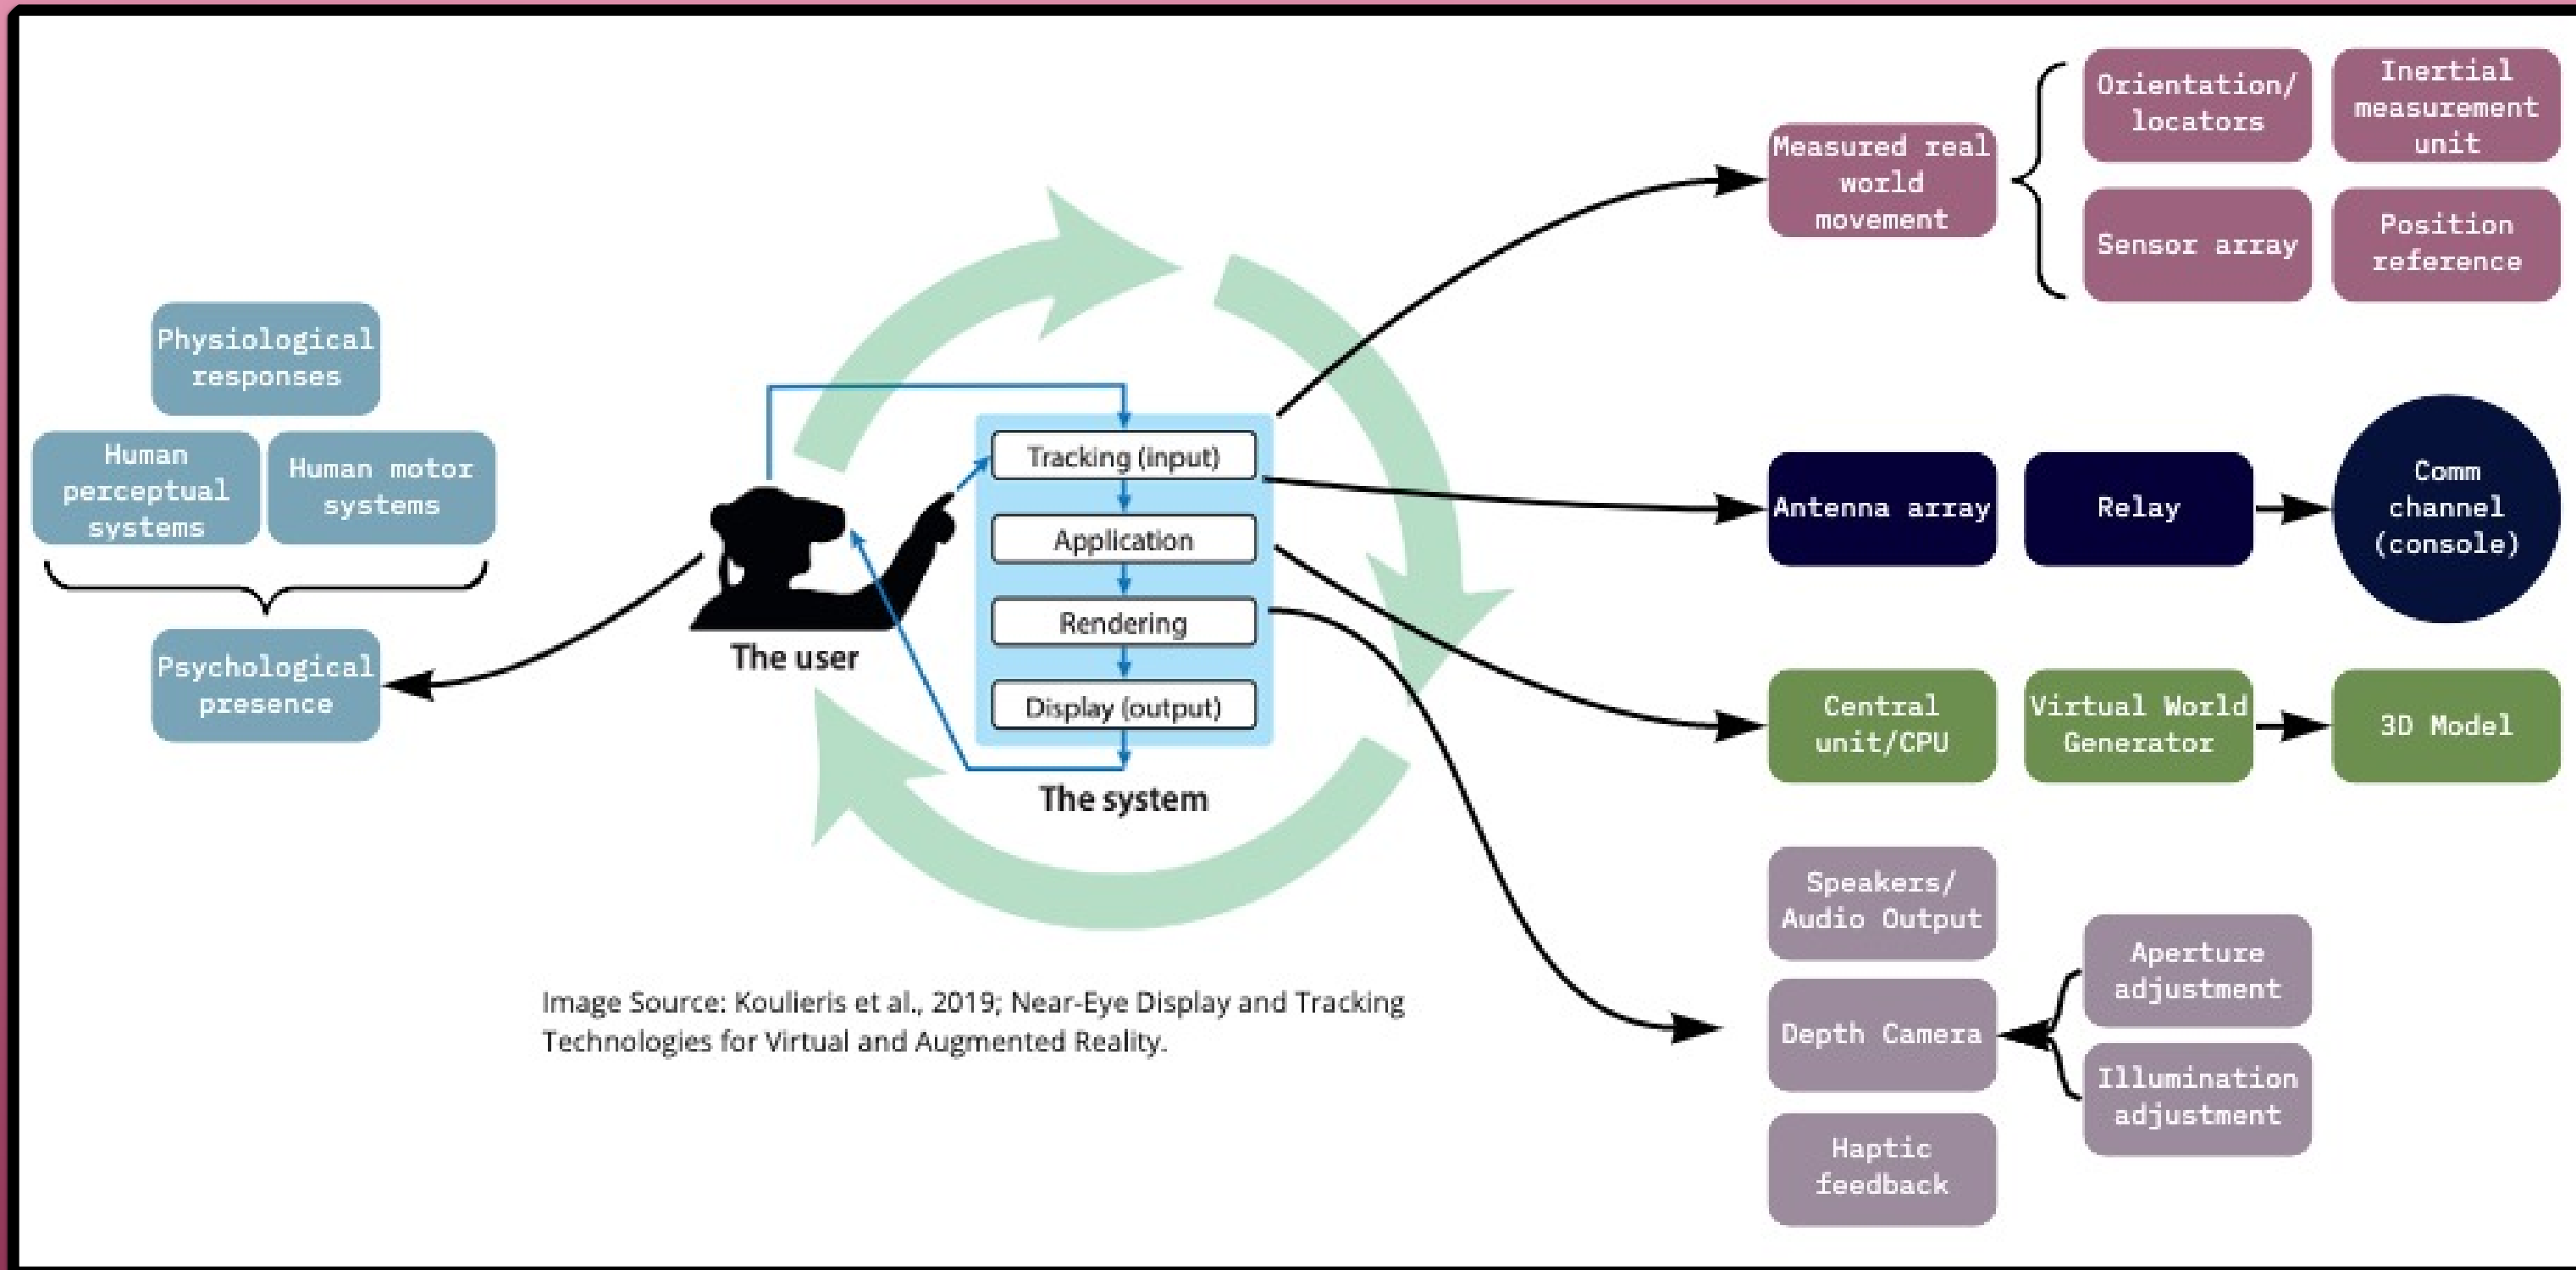 Physiological
responses
Human
perceptual
systems
Human motor
systems
Psychological
presence
The user
Tracking (input)
Application
Rendering
Display (output)
The system
Image Source: Koulieris et al., 2019; Near-Eye Display and Tracking
Technologies for Virtual and Augmented Reality.
Measured real
world
movement
Orientation/
locators
Inertial
measurement
unit
Sensor array
Position
reference
Antenna array
Relay
Comm
channel
(console)
Central
unit/CPU
Virtual World
Generator
3D Model
Speakers/
Audio Output
Depth Camera
Aperture
adjustment
Illumination
adjustment
Haptic
feedback